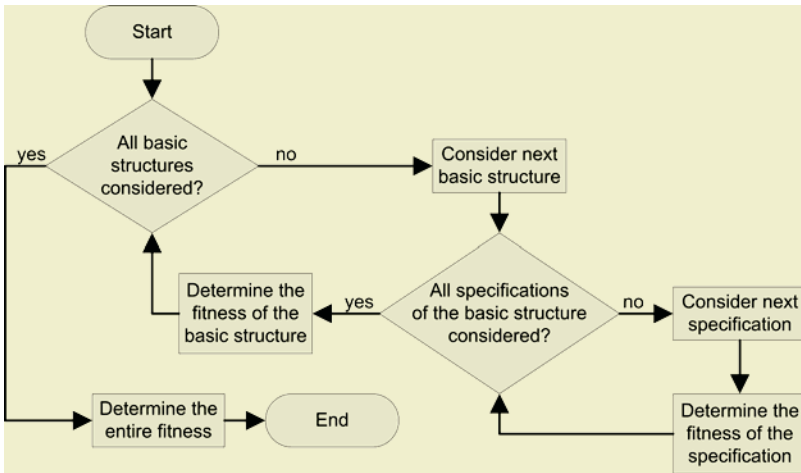 Start
All basic
structures
considered?
yes
no
Consider next
basic structure
All specifications
of the basic structure
considered?
yes
no
Determine the
fitness of the
basic structure
Consider next
specification
Determine the
fitness of the
specification
Determine the
entire fitness
End